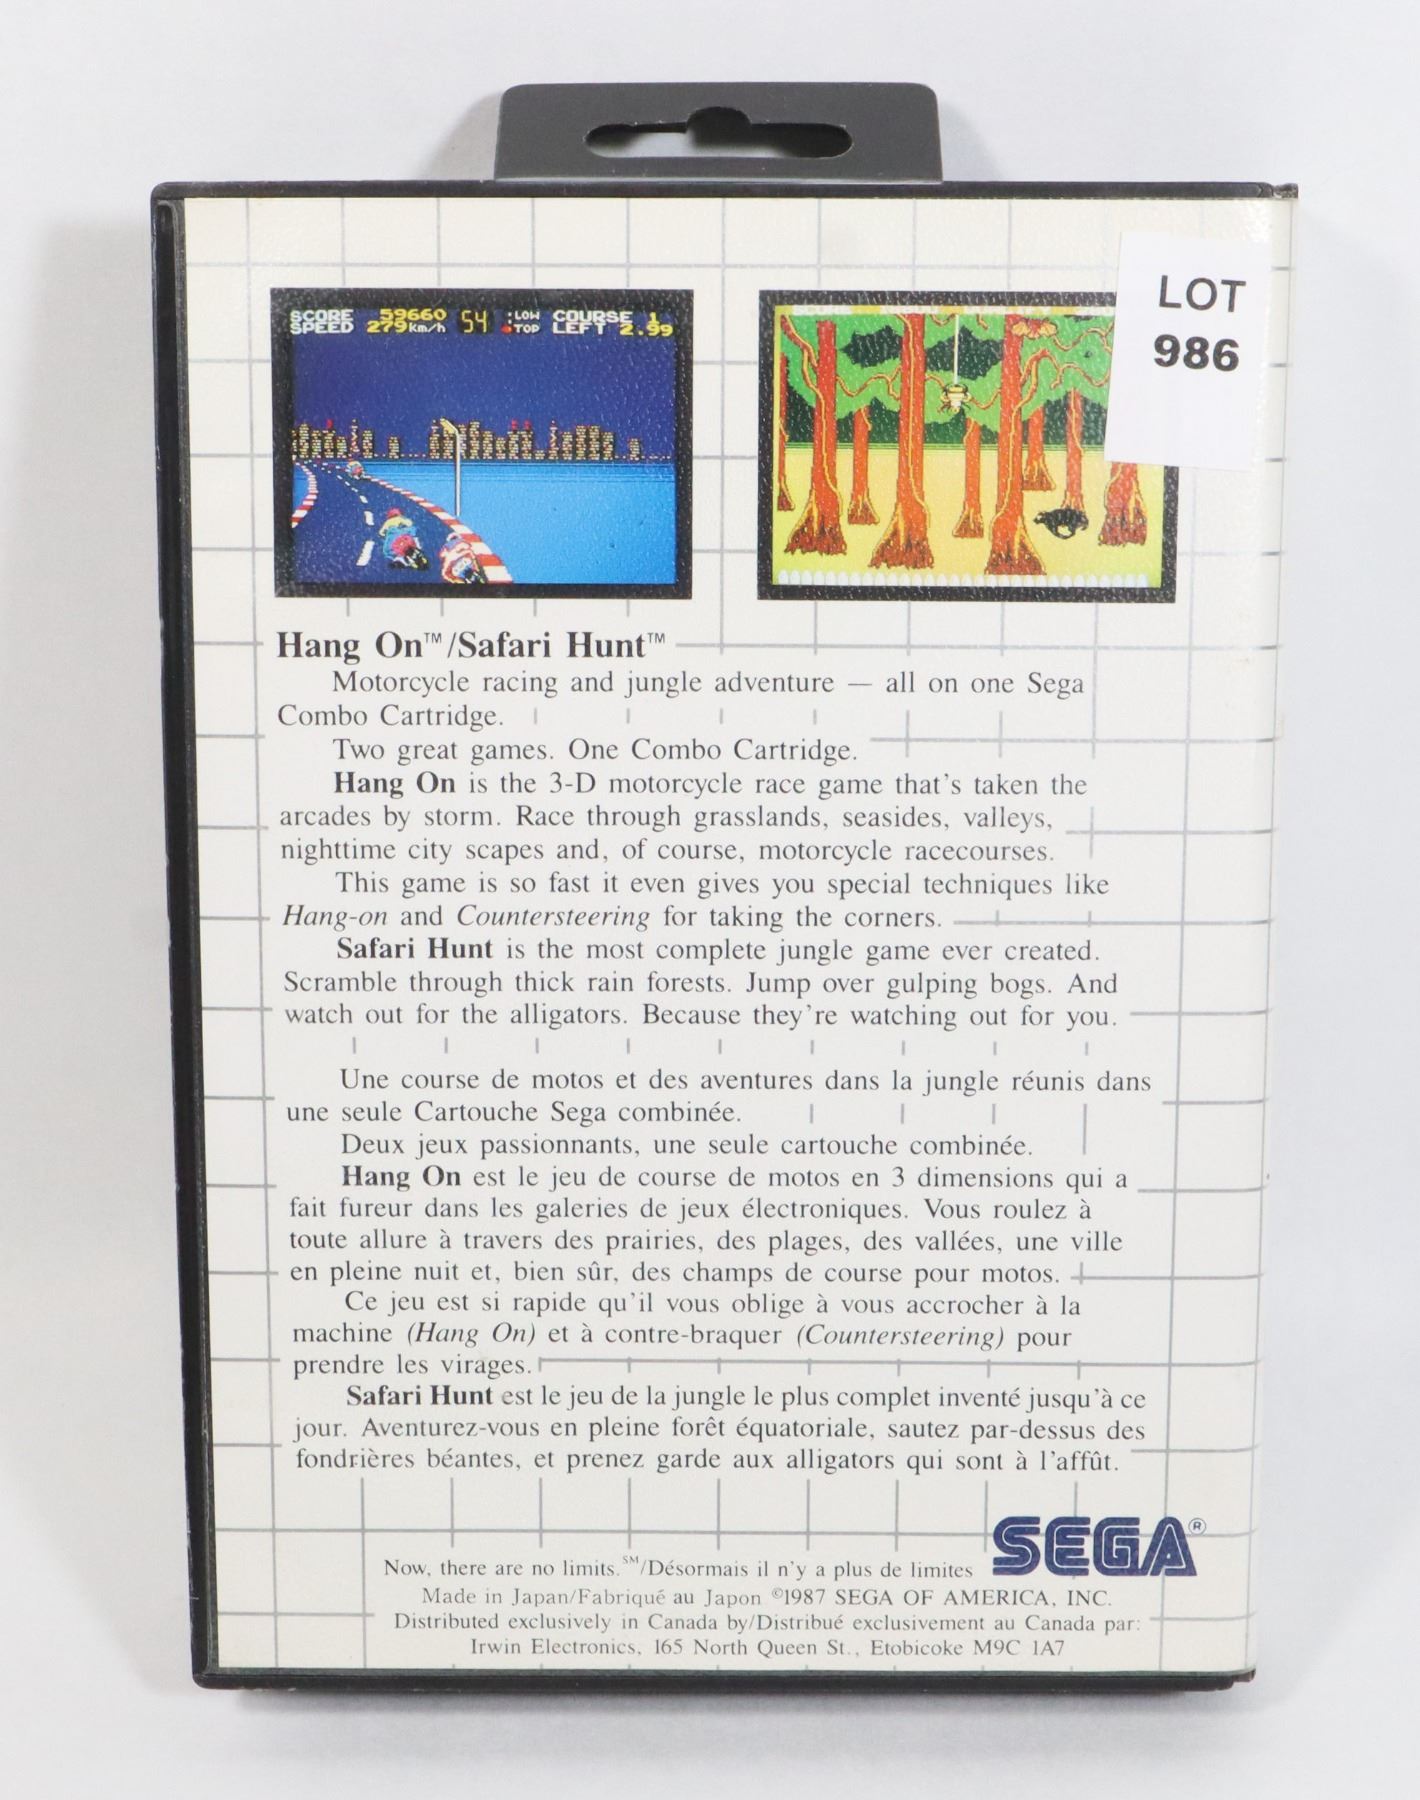 LOT
986
SCORE 59660 54 :LOW COURSE 1
SPEED 279km/h :TOP LEFT 2.99
SCORE
Hang On™/Safari Hunt™
Motorcycle racing and jungle adventure — all on one Sega
Combo Cartridge.
Two great games. One Combo Cartridge.
Hang On is the 3-D motorcycle race game that's taken the
arcades by storm. Race through grasslands, seasides, valleys,
nighttime city scapes and, of course, motorcycle racecourses.
This game is so fast it even gives you special techniques like
Hang-on and Countersteering for taking the corners.
Safari Hunt is the most complete jungle game ever created.
Scramble through thick rain forests. Jump over gulping bogs. And
watch out for the alligators. Because they're watching out for you.
Une course de motos et des aventures dans la jungle réunis dans
une seule Cartouche Sega combinée.
Deux jeux passionnants, une seule cartouche combinée.
Hang On est le jeu de course de motos en 3 dimensions qui a
fait fureur dans les galeries de jeux électroniques. Vous roulez à
toute allure à travers des prairies, des plages, des vallées, une ville
en pleine nuit et, bien sûr, des champs de course pour motos.
Ce jeu est si rapide qu'il vous oblige à vous accrocher à la
machine (Hang On) et à contre-braquer (Countersteering) pour
prendre les virages.
Safari Hunt est le jeu de la jungle le plus complet inventé jusqu'à ce
jour. Aventurez-vous en pleine forêt équatoriale, sautez par-dessus des
fondrières béantes, et prenez garde aux alligators qui sont à l'affût.
SEGA®
Now, there are no limits.℠/Désormais il n'y a plus de limites
Made in Japan/Fabriqué au Japon ©1987 SEGA OF AMERICA, INC.
Distributed exclusively in Canada by/Distribué exclusivement au Canada par:
Irwin Electronics, 165 North Queen St., Etobicoke M9C 1A7